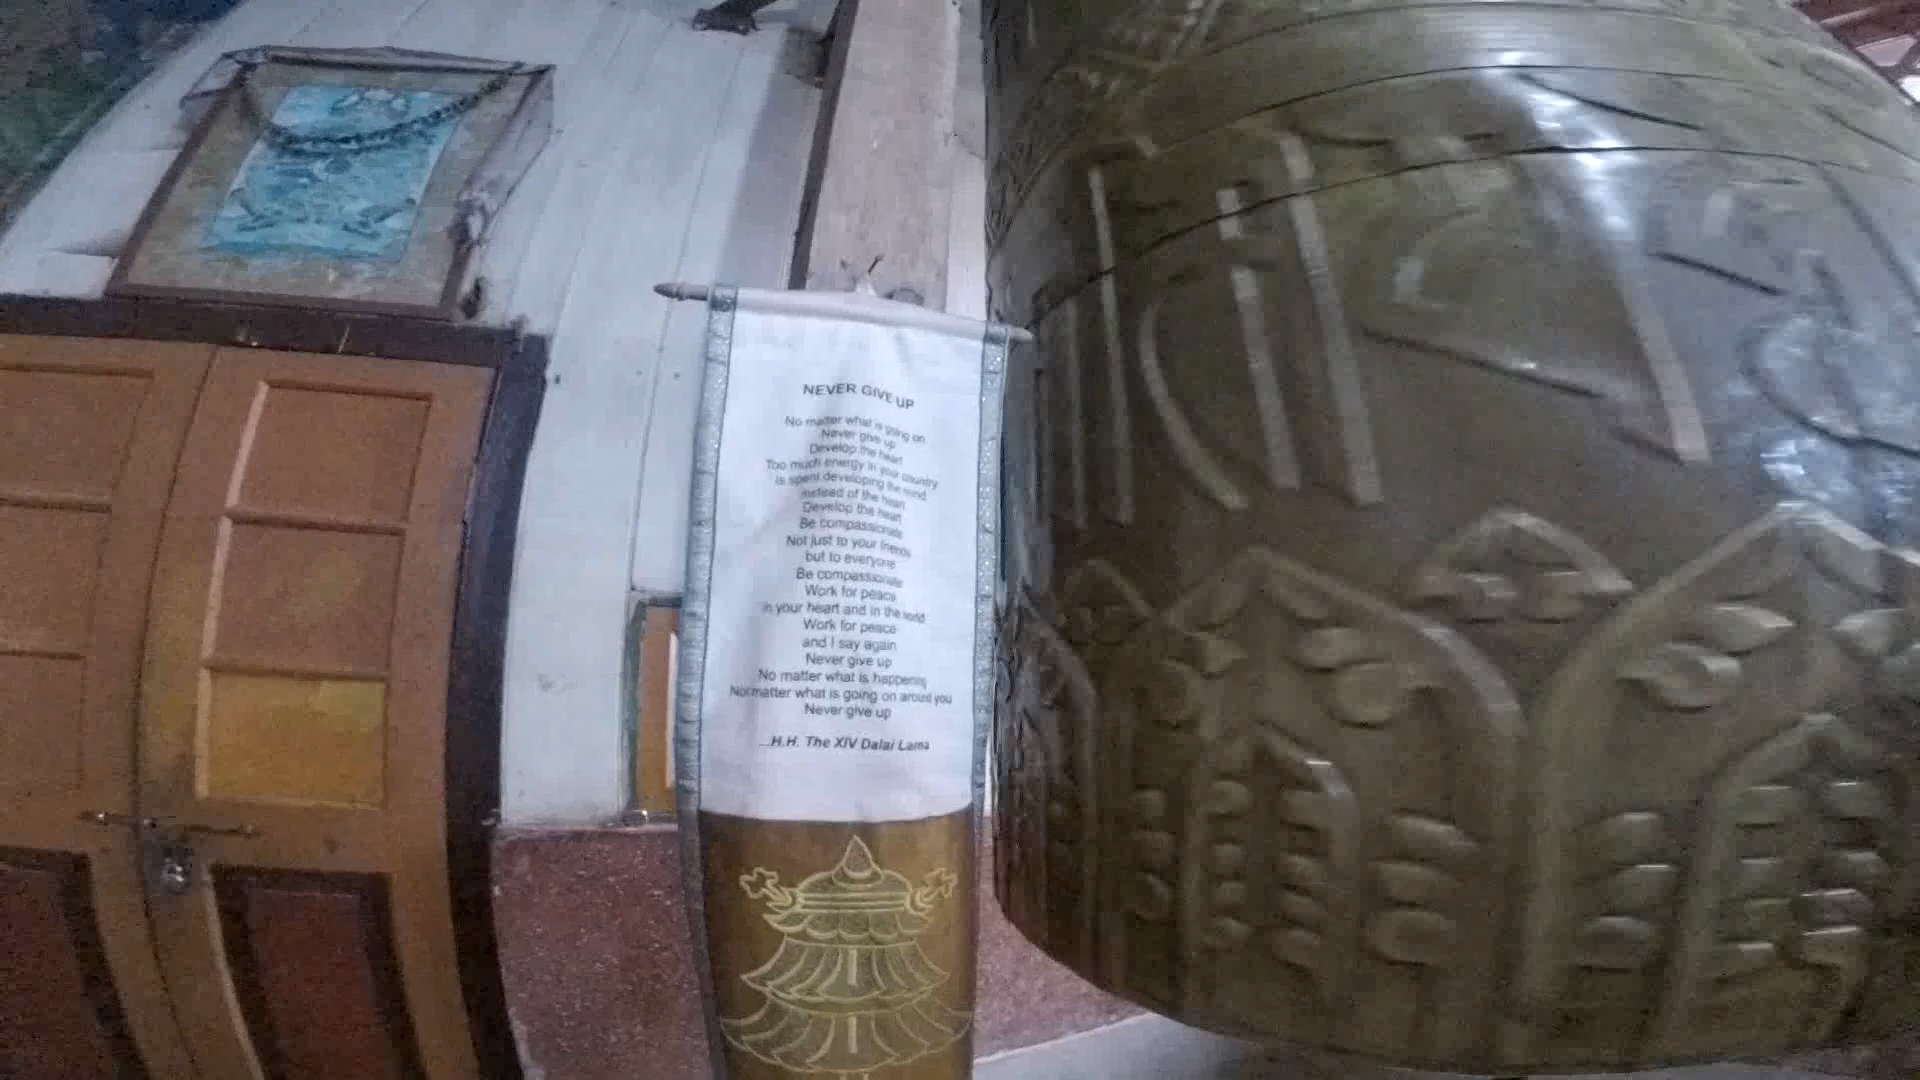 NEVER GIVE UP
No matter what is going on
Never give up
Develop the heart
Too much energy in your country
is spent developing the mind
instead of the heart
Develop the heart
Be compassionate
Not just to your friends
but to everyone
Be compassionate
Work for peace
in your heart and in the world
Work for peace
and I say again
Never give up
No matter what is happening
No matter what is going on around you
Never give up
...H.H. The XIV Dalai Lama